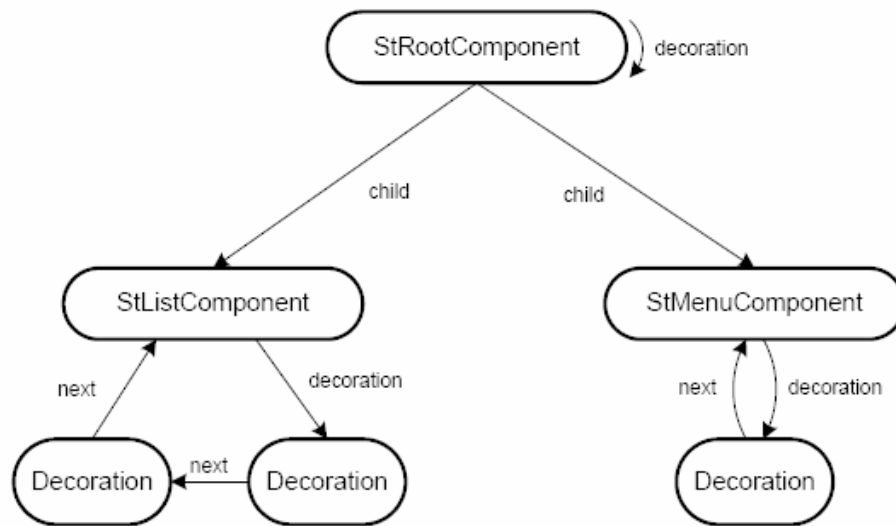 StRootComponent
decoration
child
child
StListComponent
StMenuComponent
next
decoration
next
decoration
Decoration
next
Decoration
Decoration